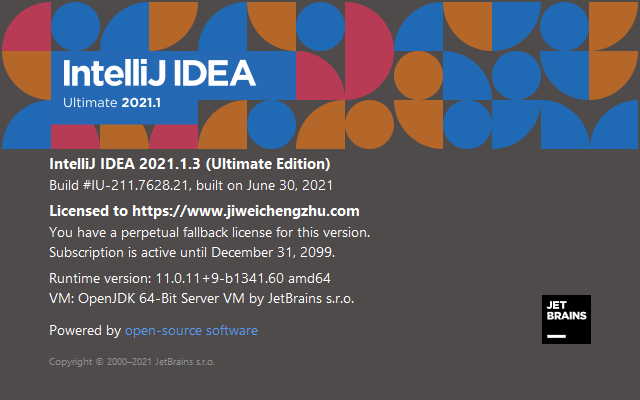 IntelliJ IDEA
Ultimate 2021.1
IntelliJ IDEA 2021.1.3 (Ultimate Edition)
Build #IU-211.7628.21, built on June 30, 2021
Licensed to https://www.jiweichengzhu.com
You have a perpetual fallback license for this version.
Subscription is active until December 31, 2099.
Runtime version: 11.0.11+9-b1341.60 amd64
VM: OpenJDK 64-Bit Server VM by JetBrains s.r.o.
JET
BRAINS
Powered by open-source software
Copyright © 2000–2021 JetBrains s.r.o.